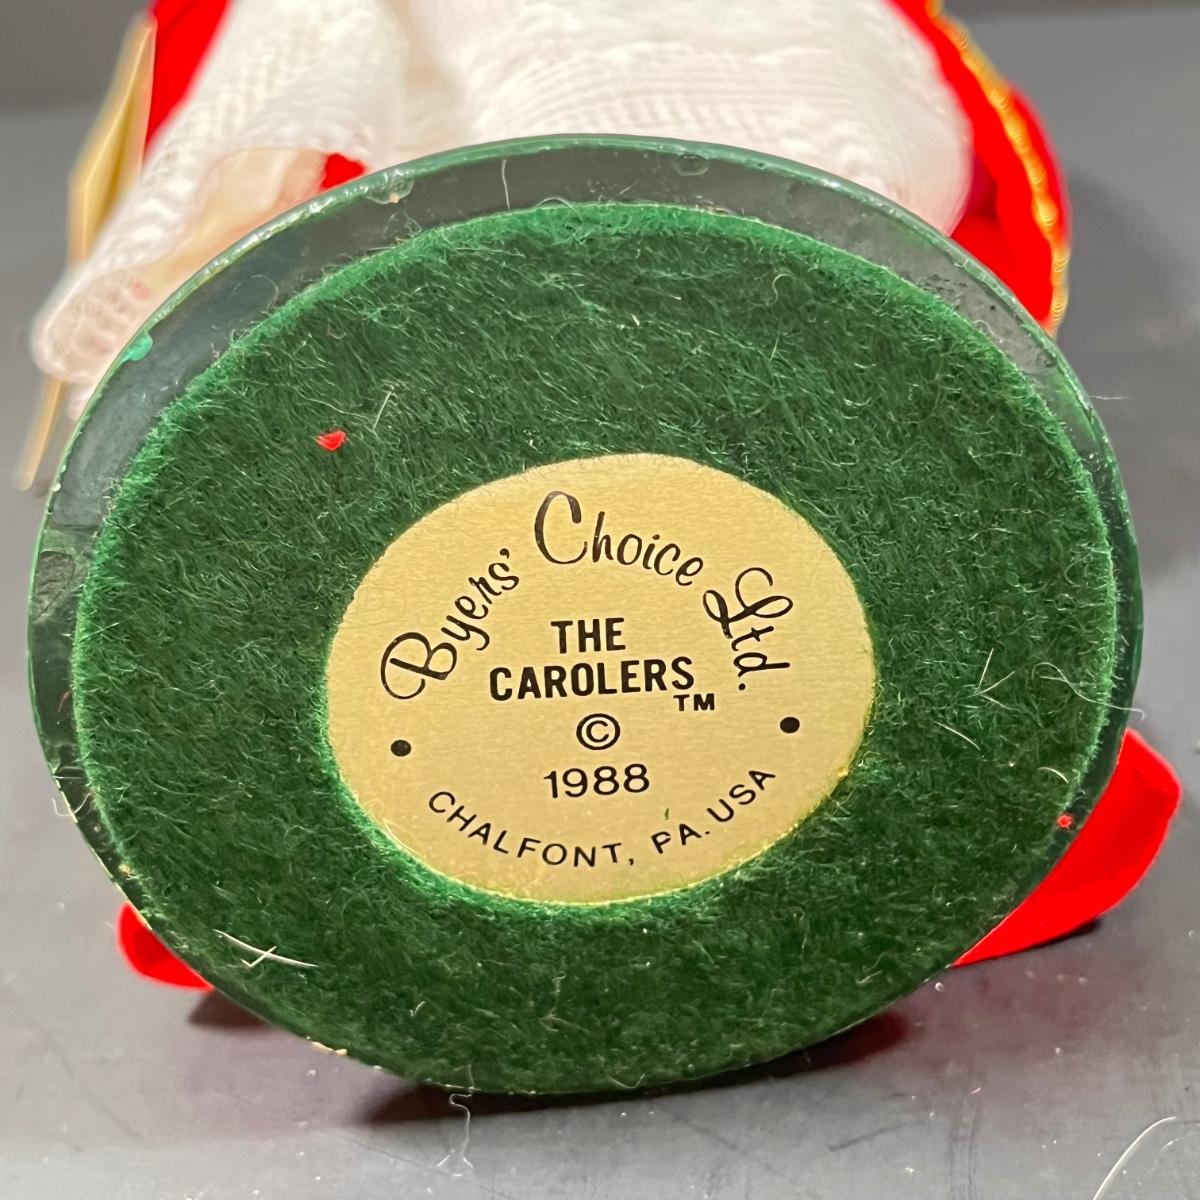 Byers' Choice Ltd.
THE
CAROLERS™
©
1988
• CHALFONT, PA. USA •